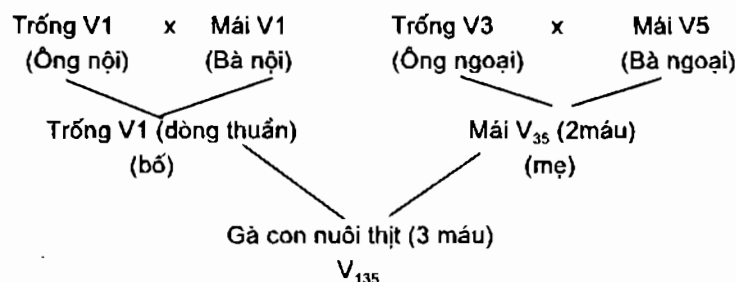 Trống V1 x Mái V1 Trống V3 x Mái V5
(Ông nội) (Bà nội) (Ông ngoại) (Bà ngoại)
Trống V1 (dòng thuần) Mái V₃₅ (2máu)
(bố) (mẹ)
Gà con nuôi thịt (3 máu)
V₁₃₅